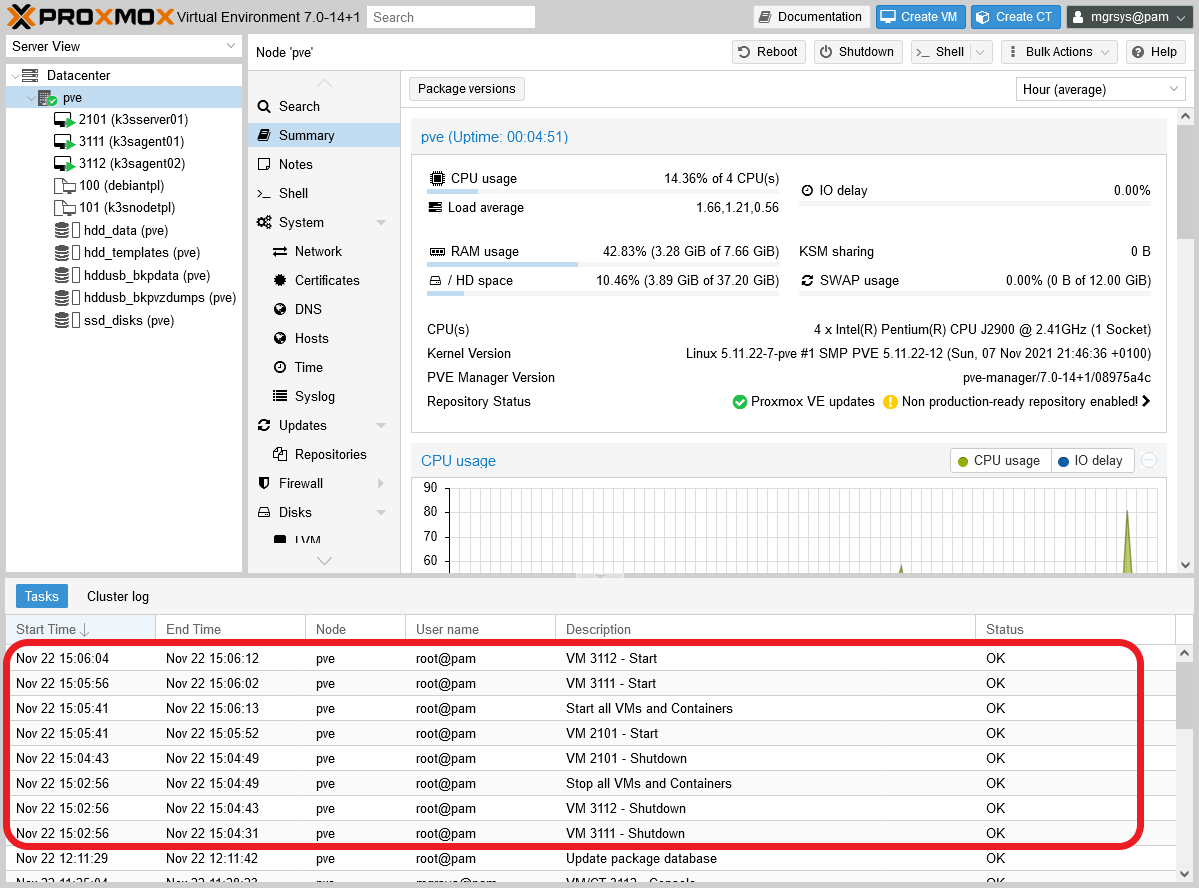 PROXMOX Virtual Environment 7.0-14+1 Search Documentation Create VM Create CT mgrsys@pam
Server View
Datacenter
pve
2101 (k3sserver01)
3111 (k3sagent01)
3112 (k3sagent02)
100 (debiantpl)
101 (k3snodetpl)
hdd_data (pve)
hdd_templates (pve)
hddusb_bkpdata (pve)
hddusb_bkpvzdumps (pve)
ssd_disks (pve)
Node 'pve' Reboot Shutdown Shell Bulk Actions Help
Search
Summary
Notes
Shell
System
Network
Certificates
DNS
Hosts
Time
Syslog
Updates
Repositories
Firewall
Disks
LVM
Package versions Hour (average)
pve (Uptime: 00:04:51)
CPU usage 14.36% of 4 CPU(s)
IO delay 0.00%
Load average 1.66,1.21,0.56
RAM usage 42.83% (3.28 GiB of 7.66 GiB)
KSM sharing 0 B
/ HD space 10.46% (3.89 GiB of 37.20 GiB)
SWAP usage 0.00% (0 B of 12.00 GiB)
CPU(s) 4 x Intel(R) Pentium(R) CPU J2900 @ 2.41GHz (1 Socket)
Kernel Version Linux 5.11.22-7-pve #1 SMP PVE 5.11.22-12 (Sun, 07 Nov 2021 21:46:36 +0100)
PVE Manager Version pve-manager/7.0-14+1/08975a4c
Repository Status Proxmox VE updates Non production-ready repository enabled!
CPU usage CPU usage IO delay
90
80
70
60
Tasks Cluster log
Start Time End Time Node User name Description Status
Nov 22 15:06:04 Nov 22 15:06:12 pve root@pam VM 3112 - Start OK
Nov 22 15:05:56 Nov 22 15:06:02 pve root@pam VM 3111 - Start OK
Nov 22 15:05:41 Nov 22 15:06:13 pve root@pam Start all VMs and Containers OK
Nov 22 15:05:41 Nov 22 15:05:52 pve root@pam VM 2101 - Start OK
Nov 22 15:04:43 Nov 22 15:04:49 pve root@pam VM 2101 - Shutdown OK
Nov 22 15:02:56 Nov 22 15:04:49 pve root@pam Stop all VMs and Containers OK
Nov 22 15:02:56 Nov 22 15:04:43 pve root@pam VM 3112 - Shutdown OK
Nov 22 15:02:56 Nov 22 15:04:31 pve root@pam VM 3111 - Shutdown OK
Nov 22 12:11:29 Nov 22 12:11:42 pve root@pam Update package database OK
Nov 22 11:25:04 Nov 22 11:28:23 pve mgrsys@pam VM/CT 3112 - Console OK